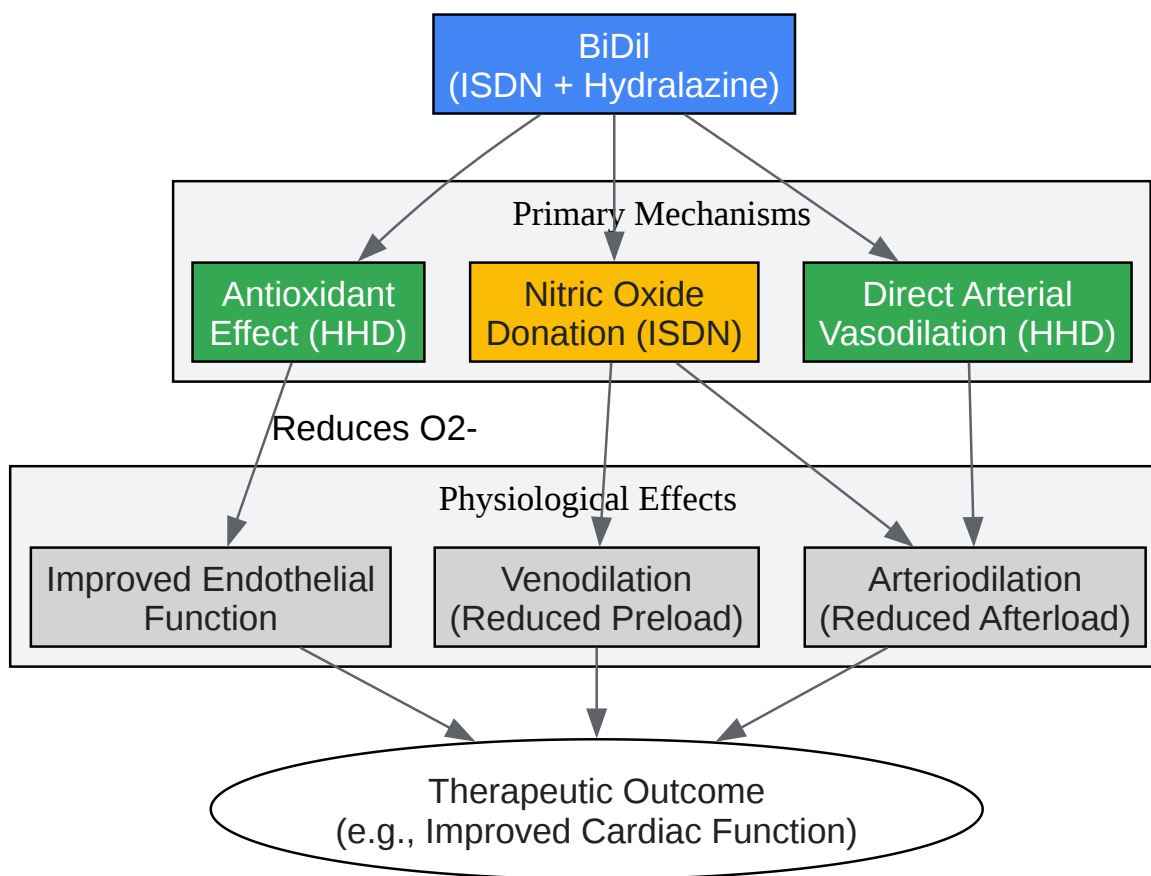 BiDil
(ISDN + Hydralazine)
Primary Mechanisms
Antioxidant
Effect (HHD)
Nitric Oxide
Donation (ISDN)
Direct Arterial
Vasodilation (HHD)
Reduces O2-
Physiological Effects
Improved Endothelial
Function
Venodilation
(Reduced Preload)
Arteriodilation
(Reduced Afterload)
Therapeutic Outcome
(e.g., Improved Cardiac Function)